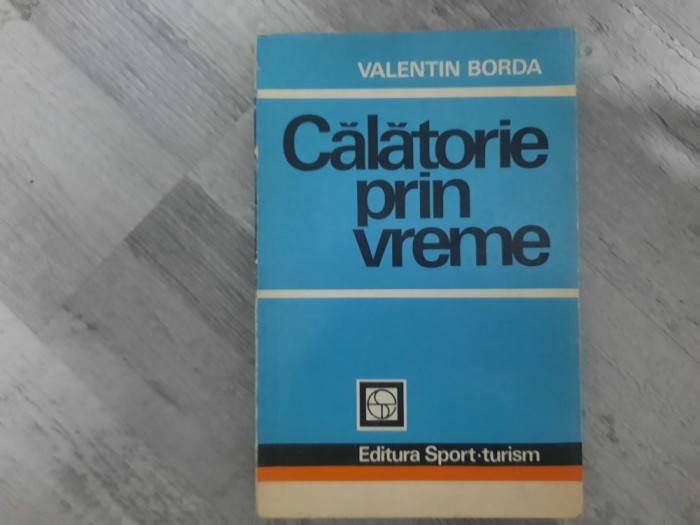 VALENTIN BORDA
Călătorie
prin
vreme
Editura Sport·turism